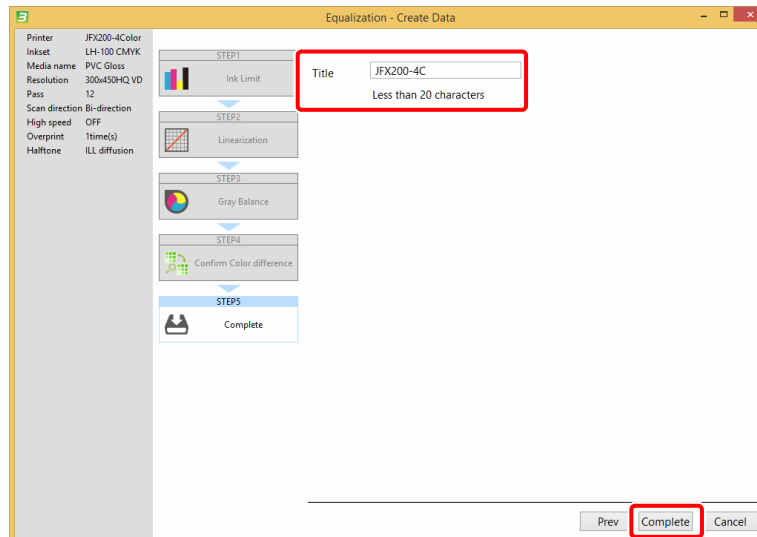 Equalization - Create Data
Printer JFX200-4Color
Inkset LH-100 CMYK
Media name PVC Gloss
Resolution 300x450HQ VD
Pass 12
Scan direction Bi-direction
High speed OFF
Overprint 1time(s)
Halftone ILL diffusion
STEP1
Ink Limit
STEP2
Linearization
STEP3
Gray Balance
STEP4
Confirm Color difference
STEP5
Complete
Title JFX200-4C
Less than 20 characters
Prev Complete Cancel